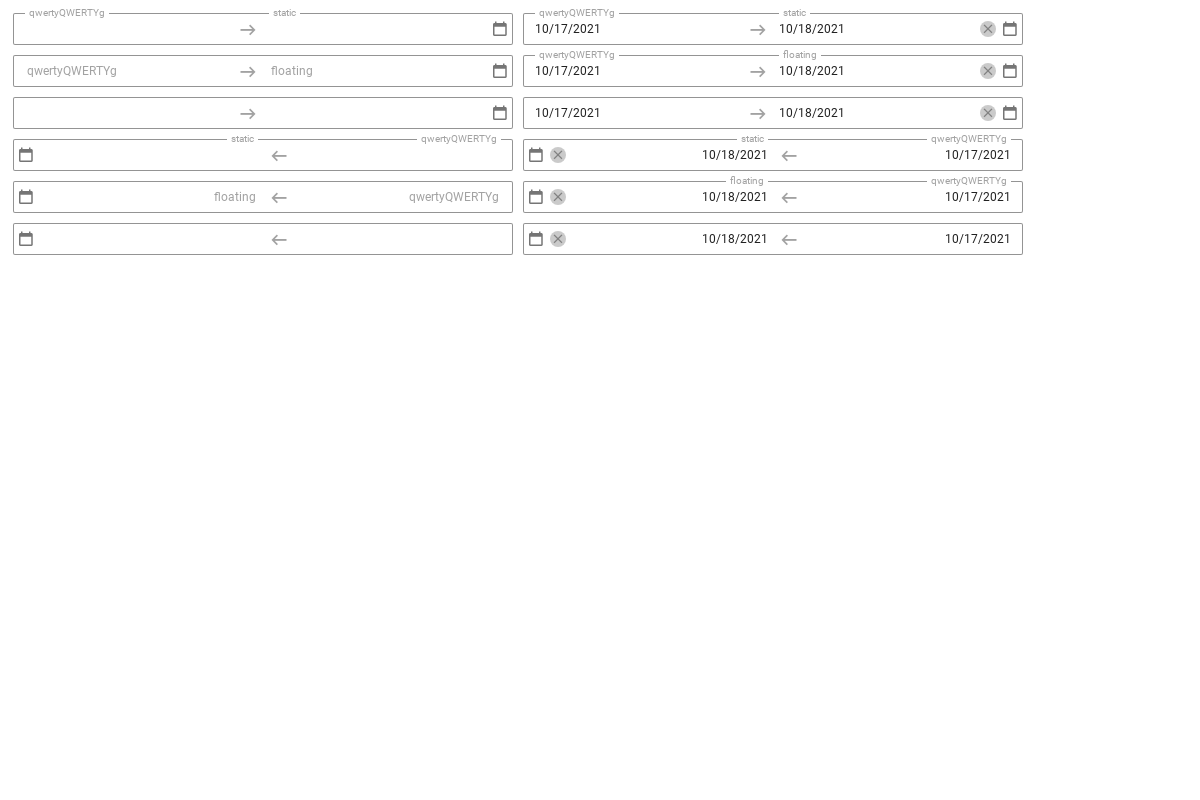 qwertyQWERTYg static qwertyQWERTYg static
10/17/2021 10/18/2021
qwertyQWERTYg floating
qwertyQWERTYg floating 10/17/2021 10/18/2021
10/17/2021 10/18/2021
static qwertyQWERTYg static qwertyQWERTYg
10/18/2021 10/17/2021
floating qwertyQWERTYg
floating qwertyQWERTYg 10/18/2021 10/17/2021
10/18/2021 10/17/2021